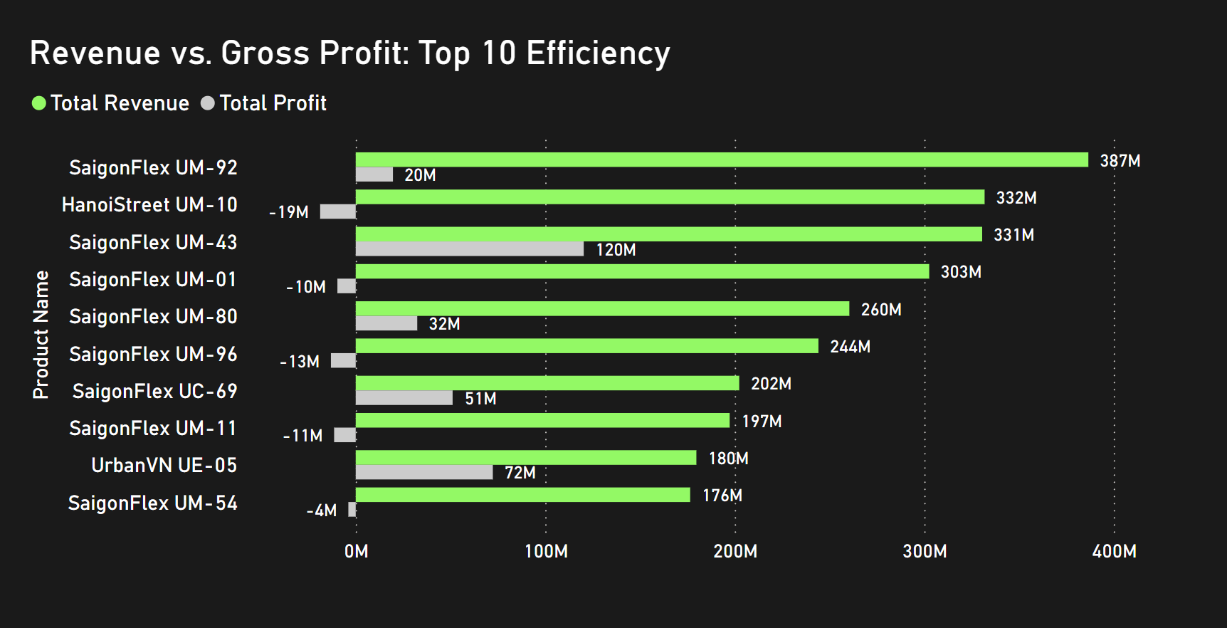 Revenue vs. Gross Profit: Top 10 Efficiency
Total Revenue Total Profit
Product Name
SaigonFlex UM-92 387M
20M
HanoiStreet UM-10 332M
-19M
SaigonFlex UM-43 331M
120M
SaigonFlex UM-01 303M
-10M
SaigonFlex UM-80 260M
32M
SaigonFlex UM-96 244M
-13M
SaigonFlex UC-69 202M
51M
SaigonFlex UM-11 197M
-11M
UrbanVN UE-05 180M
72M
SaigonFlex UM-54 176M
-4M
0M 100M 200M 300M 400M